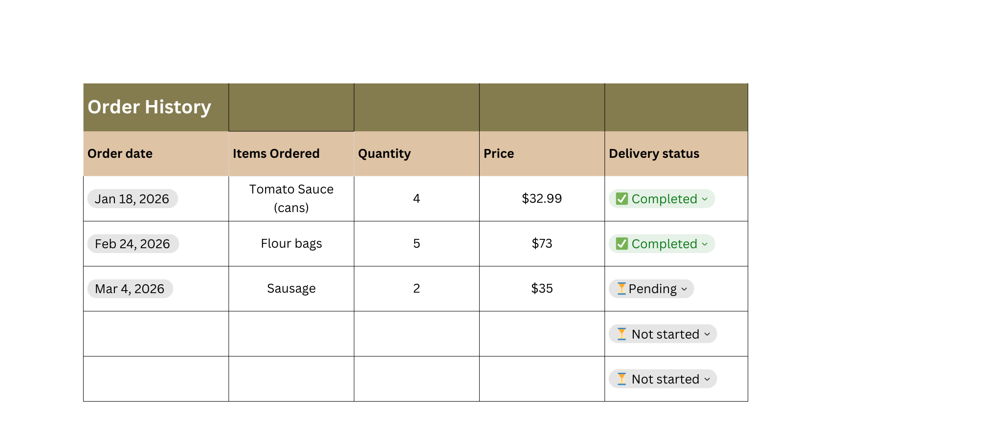 Order History
Order date Items Ordered Quantity Price Delivery status
Jan 18, 2026 Tomato Sauce (cans) 4 $32.99 ✅ Completed
Feb 24, 2026 Flour bags 5 $73 ✅ Completed
Mar 4, 2026 Sausage 2 $35 ⏳Pending
⏳ Not started
⏳ Not started